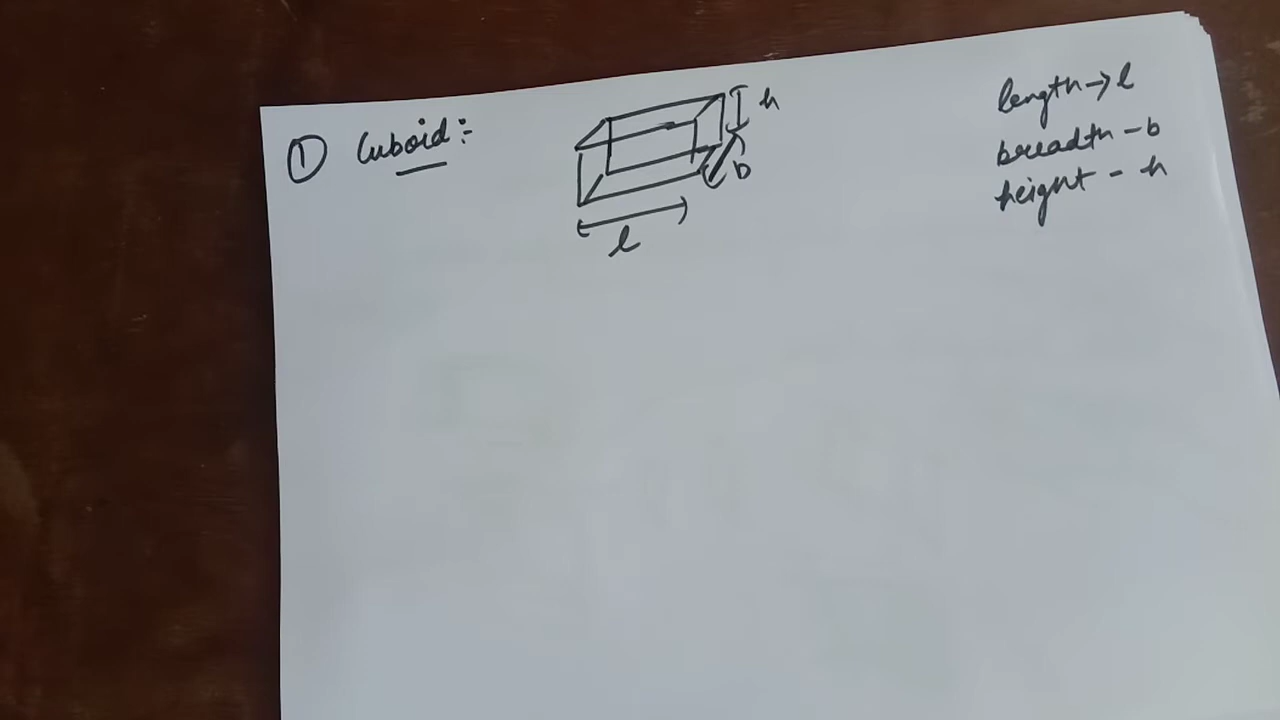 ① Cuboid :-
h
b
l
length → l
breadth - b
height - h